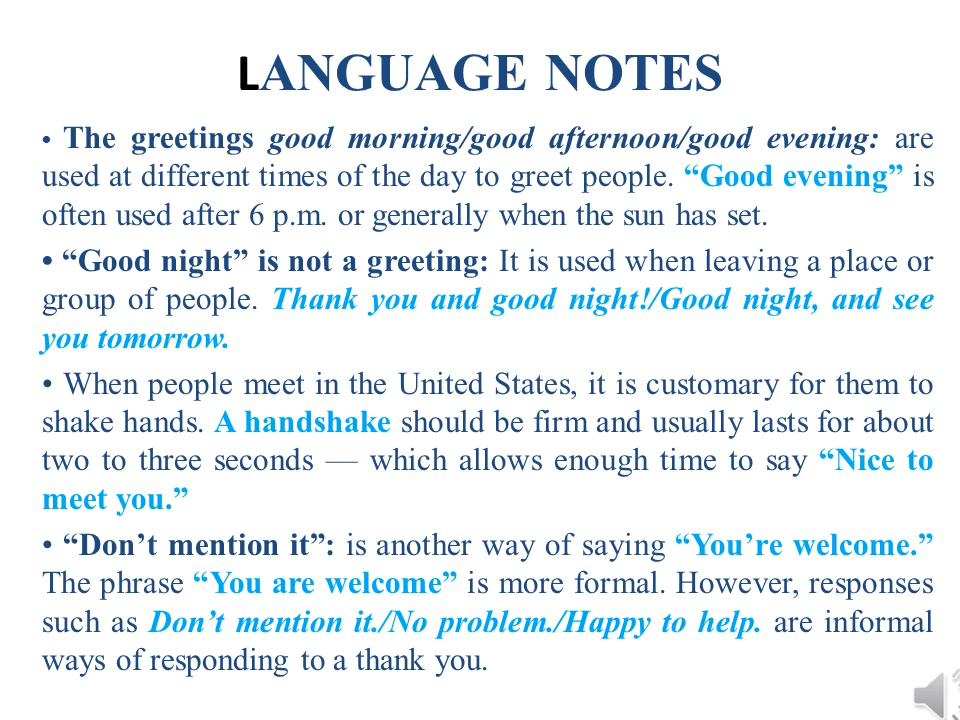 LANGUAGE NOTES
• The greetings good morning/good afternoon/good evening: are
used at different times of the day to greet people. “Good evening” is
often used after 6 p.m. or generally when the sun has set.
• “Good night” is not a greeting: It is used when leaving a place or
group of people. Thank you and good night!/Good night, and see
you tomorrow.
• When people meet in the United States, it is customary for them to
shake hands. A handshake should be firm and usually lasts for about
two to three seconds — which allows enough time to say “Nice to
meet you.”
• “Don’t mention it”: is another way of saying “You’re welcome.”
The phrase “You are welcome” is more formal. However, responses
such as Don’t mention it./No problem./Happy to help. are informal
ways of responding to a thank you.